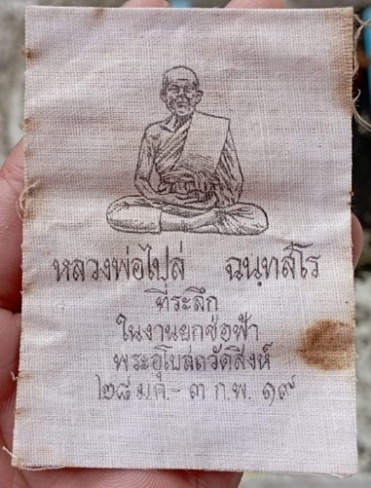 หลวงพ่อไปล่ ฉนฺทสโร
ที่ระลึก
ในงานยกช่อฟ้า
พระอุโบสถวัดสิงห์
๒๘ ม.ค.- ๓ ก.พ. ๑๙